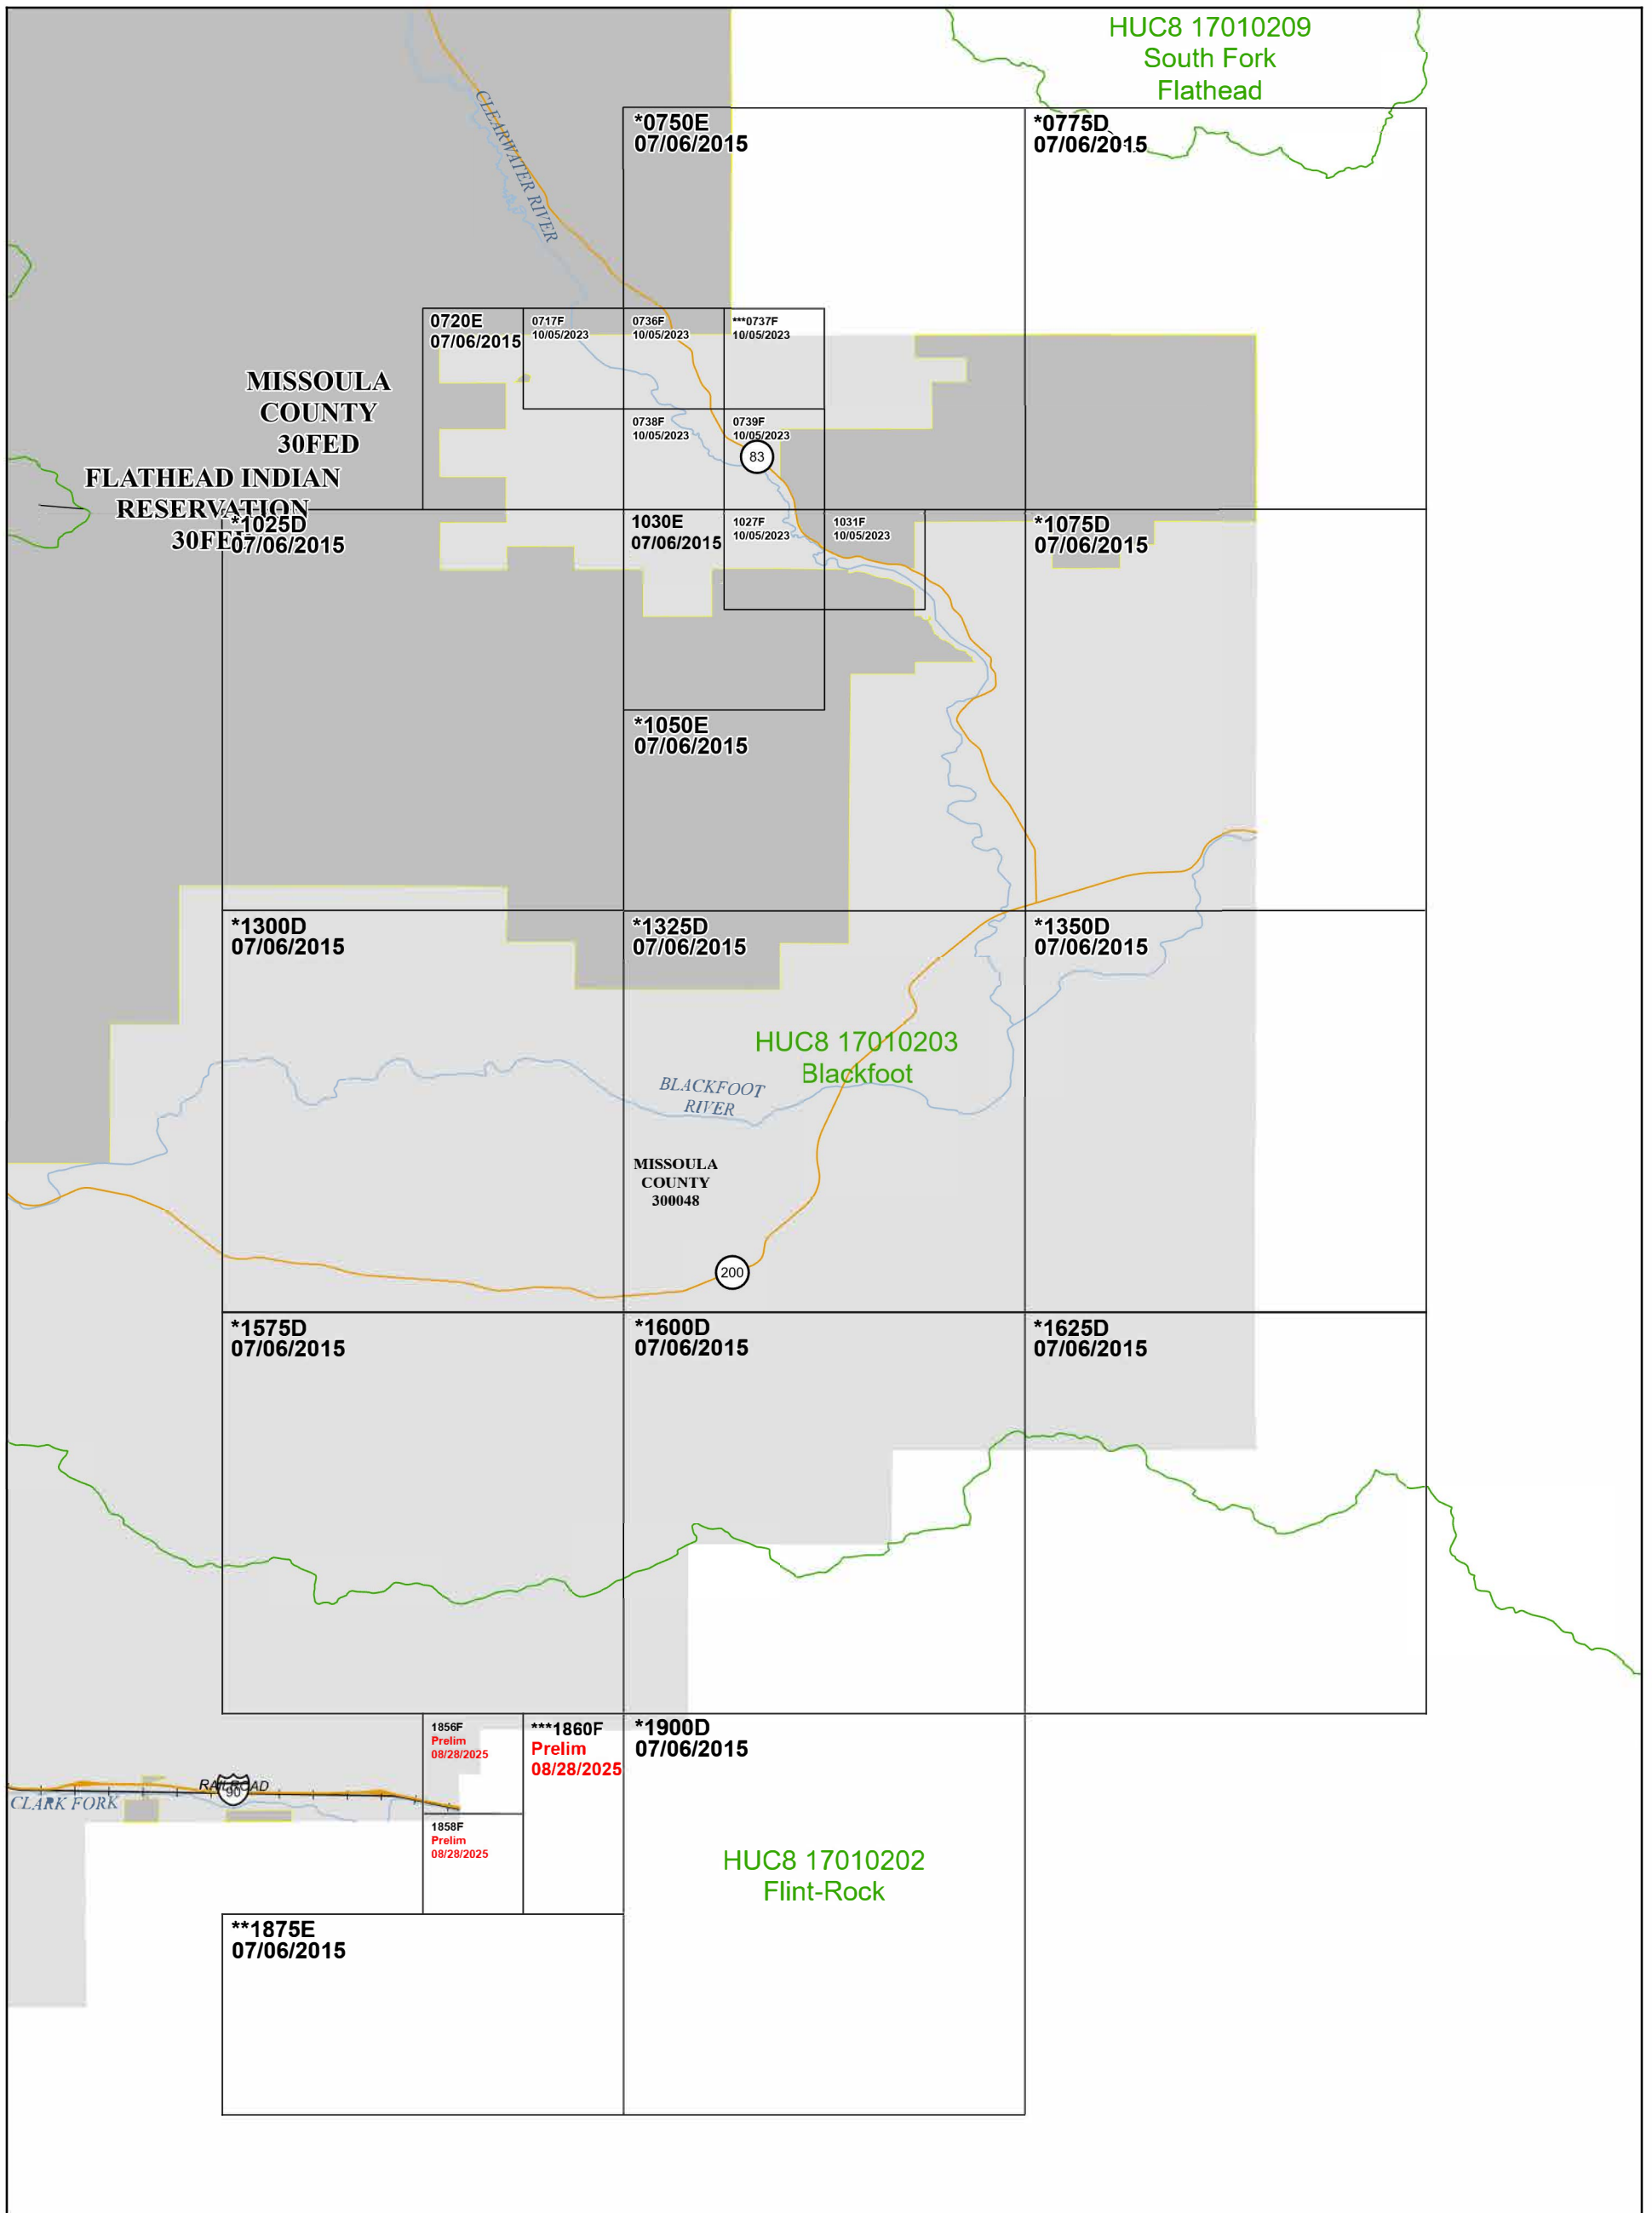 HUC8 17010209
South Fork
Flathead
CLEARWATER RIVER
*0750E
07/06/2015
*0775D
07/06/2015
0720E
07/06/2015
0717F
10/05/2023
0736F
10/05/2023
***0737F
10/05/2023
MISSOULA
COUNTY
30FED
0738F
10/05/2023
0739F
10/05/2023
83
FLATHEAD INDIAN
RESERVATION
30FED
*1025D
07/06/2015
1030E
07/06/2015
1027F
10/05/2023
1031F
10/05/2023
*1075D
07/06/2015
*1050E
07/06/2015
*1300D
07/06/2015
*1325D
07/06/2015
*1350D
07/06/2015
HUC8 17010203
Blackfoot
BLACKFOOT
RIVER
MISSOULA
COUNTY
300048
200
*1575D
07/06/2015
*1600D
07/06/2015
*1625D
07/06/2015
1856F
Prelim
08/28/2025
***1860F
Prelim
08/28/2025
*1900D
07/06/2015
RAILROAD
90
CLARK FORK
1858F
Prelim
08/28/2025
HUC8 17010202
Flint-Rock
**1875E
07/06/2015